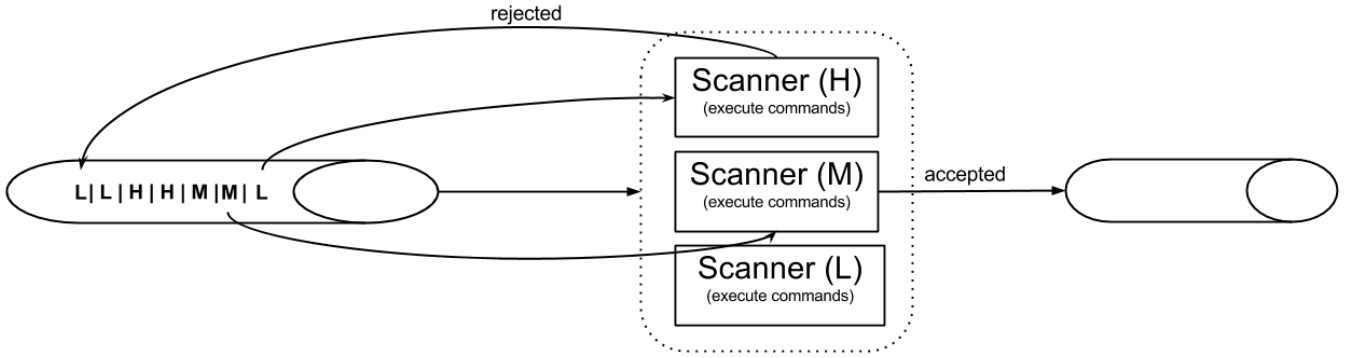 rejected
Scanner (H)
(execute commands)
L| L | H | H | M |M| L
Scanner (M)
(execute commands)
accepted
Scanner (L)
(execute commands)